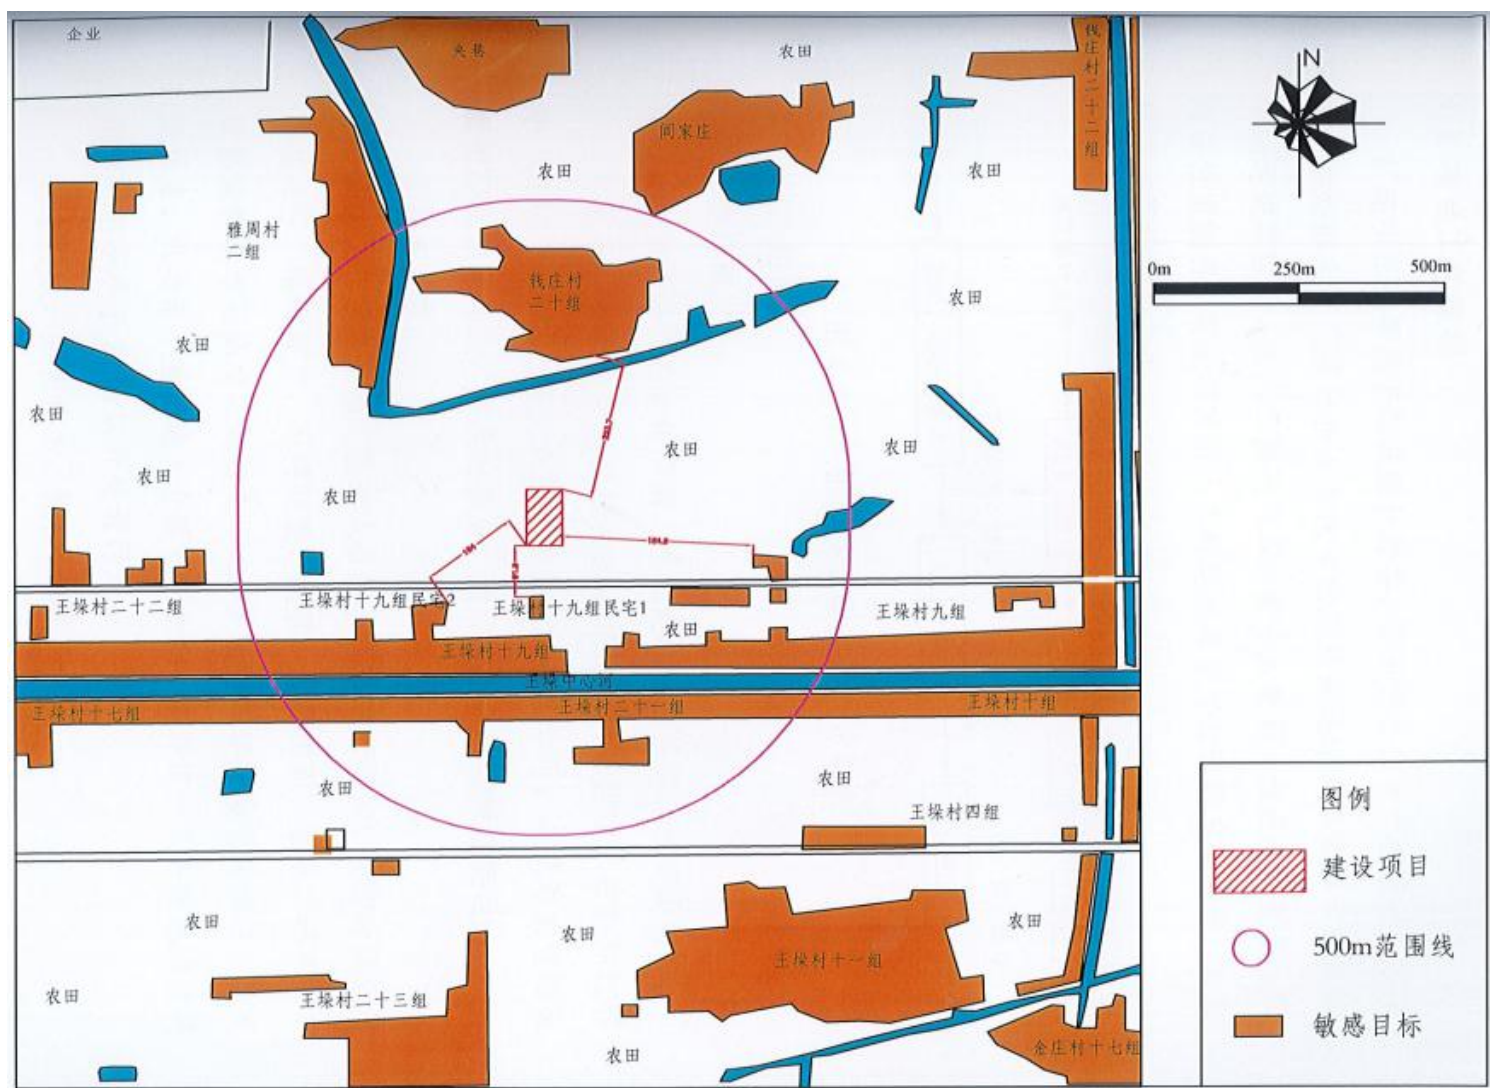 企业
夹巷
农田
钱庄村二十二组
N
闾家庄
农田
农田
雅周村
二组
0m
250m
500m
钱庄村
二十组
农田
农田
农田
农田
农田
农田
农田
194
王垛村二十二组
王垛村十九组民宅2
王垛村十九组民宅1
王垛村九组
农田
王垛村十九组
王垛中心河
王垛村十七组
王垛村二十一组
王垛村十组
农田
农田
王垛村四组
图例
建设项目
农田
农田
农田
500m范围线
王垛村十一组
农田
王垛村二十三组
敏感目标
农田
金庄村十七组